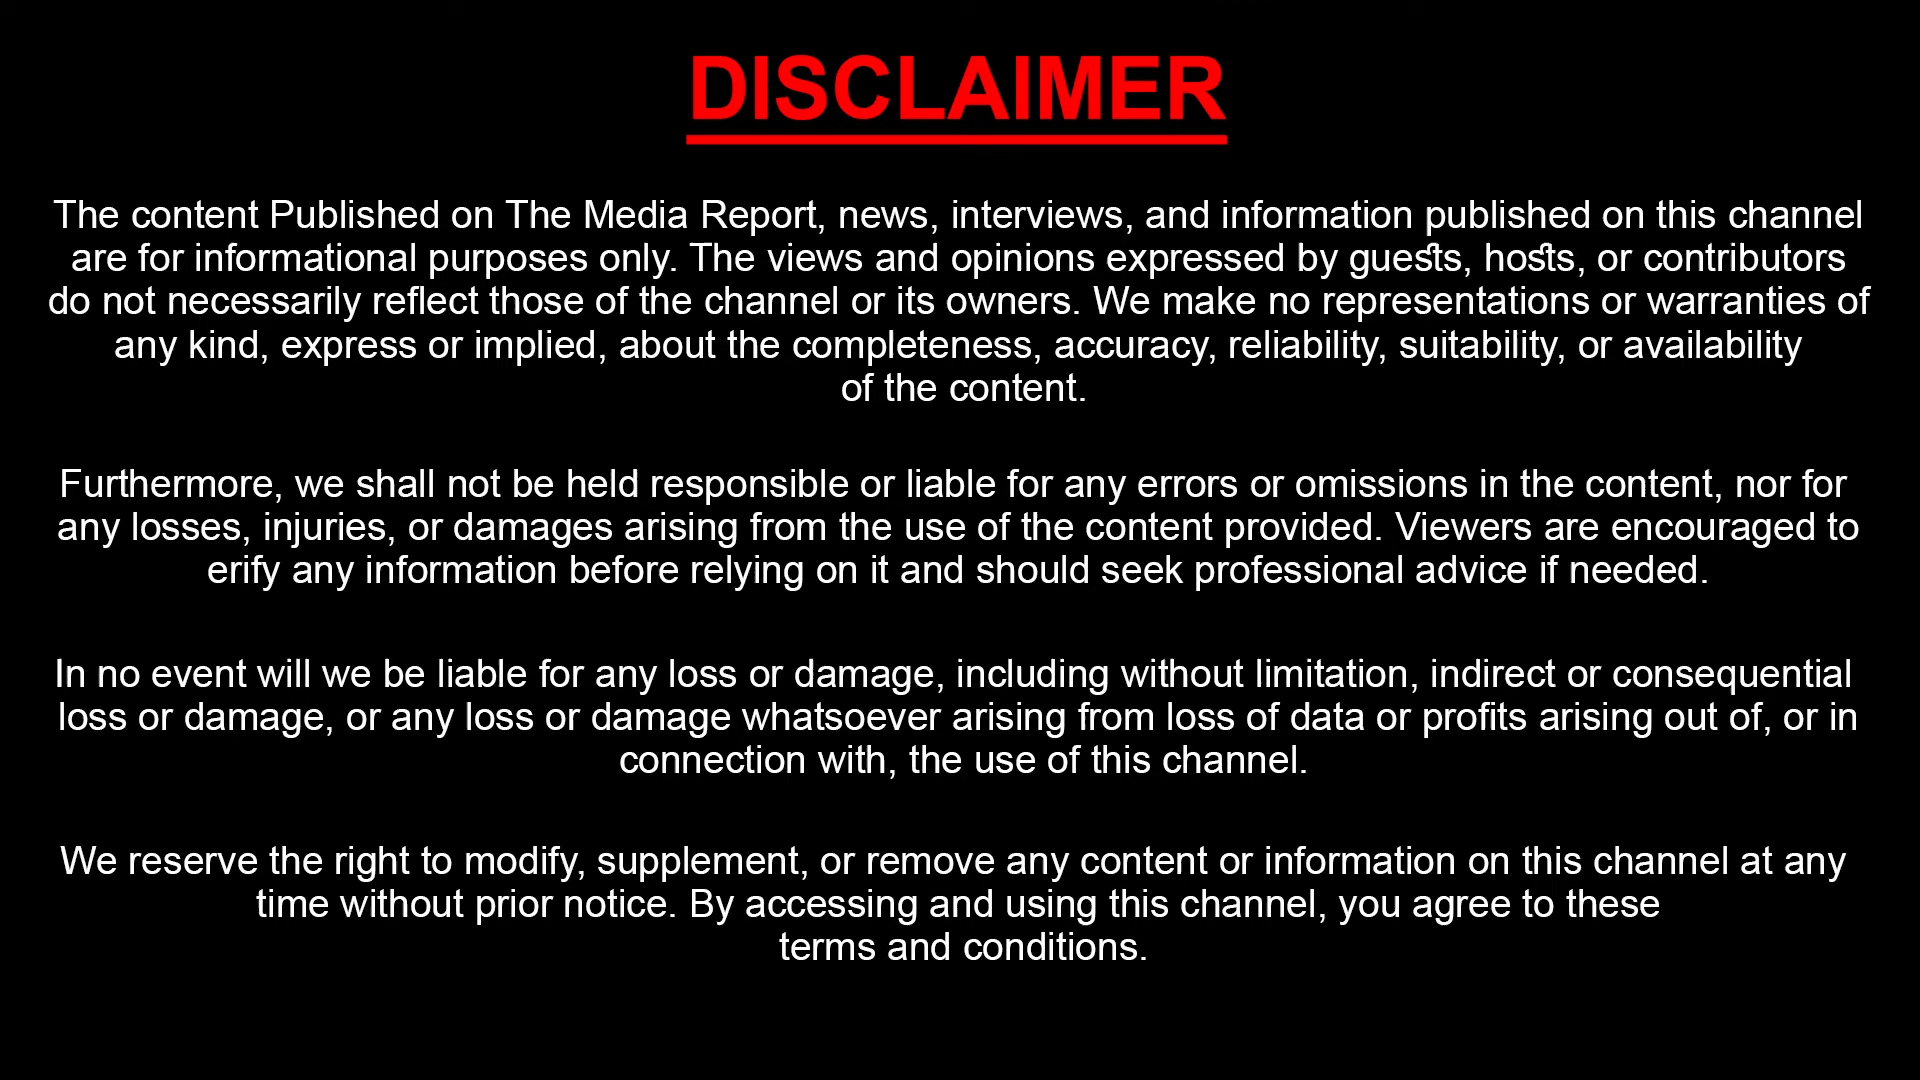 DISCLAIMER
The content Published on The Media Report, news, interviews, and information published on this channel
are for informational purposes only. The views and opinions expressed by guests, hosts, or contributors
do not necessarily reflect those of the channel or its owners. We make no representations or warranties of
any kind, express or implied, about the completeness, accuracy, reliability, suitability, or availability
of the content.
Furthermore, we shall not be held responsible or liable for any errors or omissions in the content, nor for
any losses, injuries, or damages arising from the use of the content provided. Viewers are encouraged to
erify any information before relying on it and should seek professional advice if needed.
In no event will we be liable for any loss or damage, including without limitation, indirect or consequential
loss or damage, or any loss or damage whatsoever arising from loss of data or profits arising out of, or in
connection with, the use of this channel.
We reserve the right to modify, supplement, or remove any content or information on this channel at any
time without prior notice. By accessing and using this channel, you agree to these
terms and conditions.